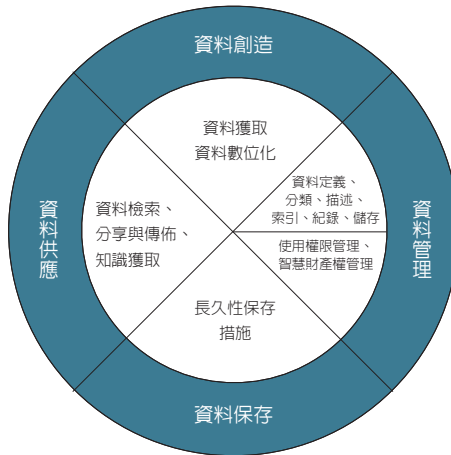 資料創造
資料獲取
資料數位化
資料定義、
分類、描述、
索引、紀錄、儲存
使用權限管理、
智慧財產權管理
資料管理
資料檢索、
分享與傳佈、
知識獲取
資料供應
長久性保存
措施
資料保存